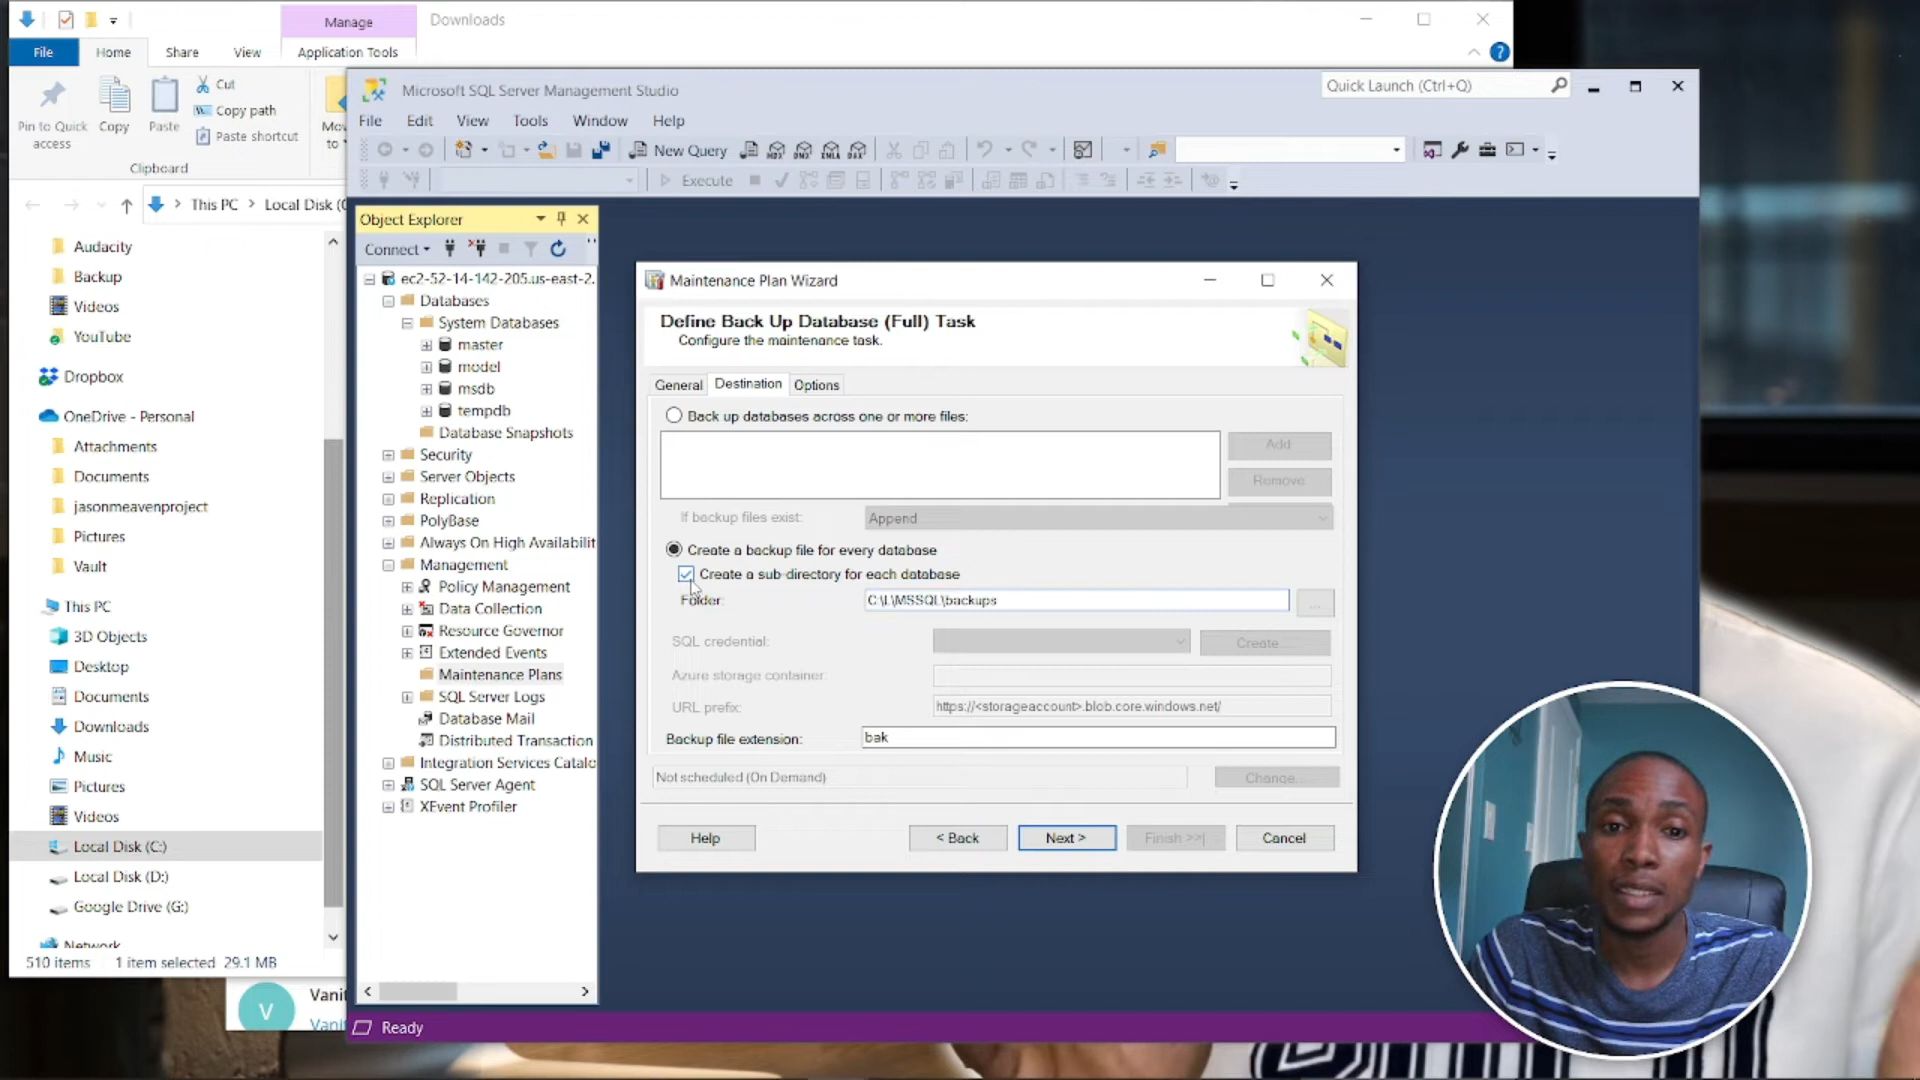 Manage
Downloads
File
Home
Share
View
Application Tools
Pin to Quick access
Copy
Paste
Cut
Copy path
Paste shortcut
Clipboard
This PC
Local Disk
Audacity
Backup
Videos
YouTube
Dropbox
OneDrive - Personal
Attachments
Documents
jasonmeavenproject
Pictures
Vault
This PC
3D Objects
Desktop
Documents
Downloads
Music
Pictures
Videos
Local Disk (C:)
Local Disk (D:)
Google Drive (G:)
Network
510 items 1 item selected 29.1 MB
V
Microsoft SQL Server Management Studio
Quick Launch (Ctrl+Q)
File Edit View Tools Window Help
New Query
MDX DMX XMLA DAX
Execute
Object Explorer
Connect
ec2-52-14-142-205.us-east-2.
Databases
System Databases
master
model
msdb
tempdb
Database Snapshots
Security
Server Objects
Replication
PolyBase
Always On High Availabilit
Management
Policy Management
Data Collection
Resource Governor
Extended Events
Maintenance Plans
SQL Server Logs
Database Mail
Distributed Transaction
Integration Services Catalo
SQL Server Agent
XEvent Profiler
Ready
Maintenance Plan Wizard
Define Back Up Database (Full) Task
Configure the maintenance task.
General Destination Options
Back up databases across one or more files:
Add
Remove
If backup files exist:
Append
Create a backup file for every database
Create a sub-directory for each database
Folder:
C:\L\MSSQL\backups
...
SQL credential:
Create...
Azure storage container:
URL prefix:
https://<storageaccount>.blob.core.windows.net/
Backup file extension:
bak
Not scheduled (On Demand)
Change...
Help
< Back
Next >
Finish >>|
Cancel